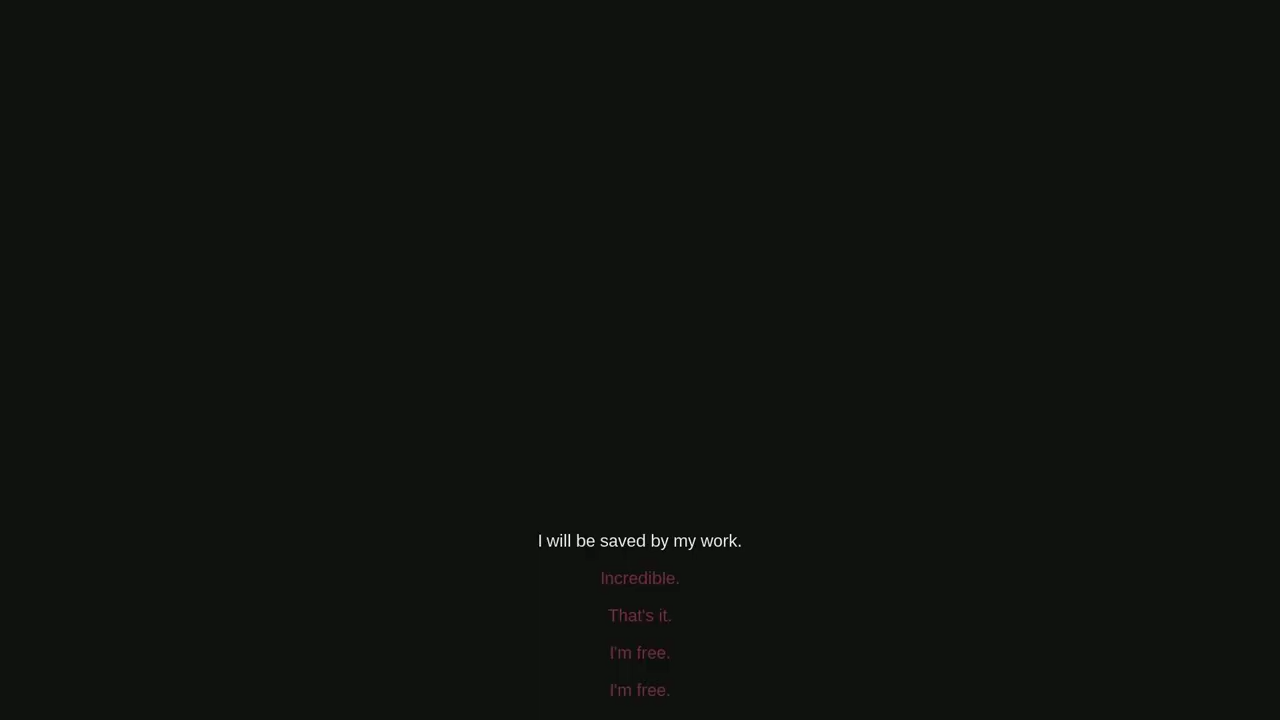 I will be saved by my work.
Incredible.
That's it.
I'm free.
I'm free.